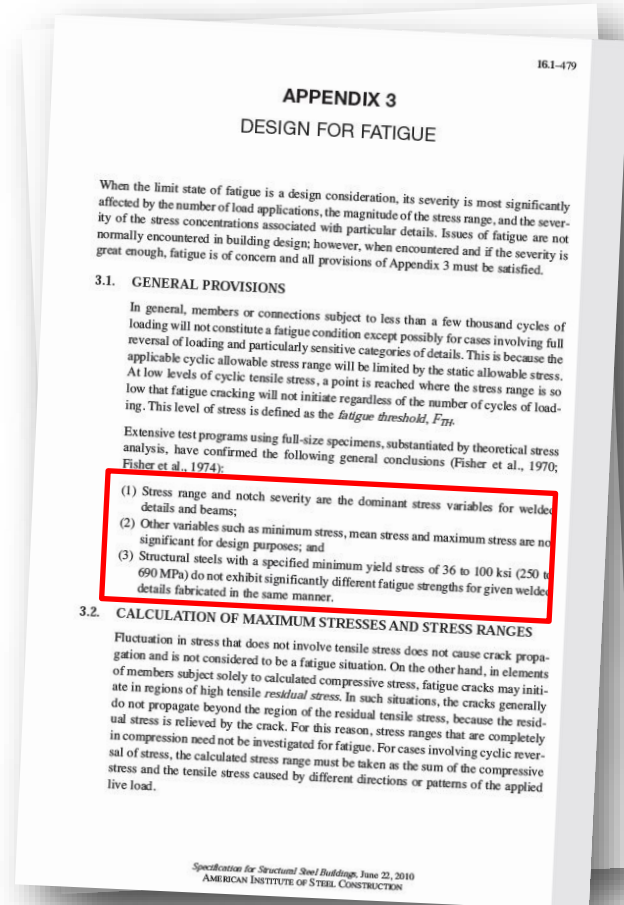 16.1–479
APPENDIX 3
DESIGN FOR FATIGUE
When the limit state of fatigue is a design consideration, its severity is most significantly
affected by the number of load applications, the magnitude of the stress range, and the sever-
ity of the stress concentrations associated with particular details. Issues of fatigue are not
normally encountered in building design; however, when encountered and if the severity is
great enough, fatigue is of concern and all provisions of Appendix 3 must be satisfied.
3.1. GENERAL PROVISIONS
In general, members or connections subject to less than a few thousand cycles of
loading will not constitute a fatigue condition except possibly for cases involving full
reversal of loading and particularly sensitive categories of details. This is because the
applicable cyclic allowable stress range will be limited by the static allowable stress.
At low levels of cyclic tensile stress, a point is reached where the stress range is so
low that fatigue cracking will not initiate regardless of the number of cycles of load-
ing. This level of stress is defined as the fatigue threshold, FTH.
Extensive test programs using full-size specimens, substantiated by theoretical stress
analysis, have confirmed the following general conclusions (Fisher et al., 1970;
Fisher et al., 1974):
(1) Stress range and notch severity are the dominant stress variables for welded
details and beams;
(2) Other variables such as minimum stress, mean stress and maximum stress are no
significant for design purposes; and
(3) Structural steels with a specified minimum yield stress of 36 to 100 ksi (250 to
690 MPa) do not exhibit significantly different fatigue strengths for given welded
details fabricated in the same manner.
3.2. CALCULATION OF MAXIMUM STRESSES AND STRESS RANGES
Fluctuation in stress that does not involve tensile stress does not cause crack propa-
gation and is not considered to be a fatigue situation. On the other hand, in elements
of members subject solely to calculated compressive stress, fatigue cracks may initi-
ate in regions of high tensile residual stress. In such situations, the cracks generally
do not propagate beyond the region of the residual tensile stress, because the resid-
ual stress is relieved by the crack. For this reason, stress ranges that are completely
in compression need not be investigated for fatigue. For cases involving cyclic rever-
sal of stress, the calculated stress range must be taken as the sum of the compressive
stress and the tensile stress caused by different directions or patterns of the applied
live load.
Specification for Structural Steel Buildings, June 22, 2010
AMERICAN INSTITUTE OF STEEL CONSTRUCTION